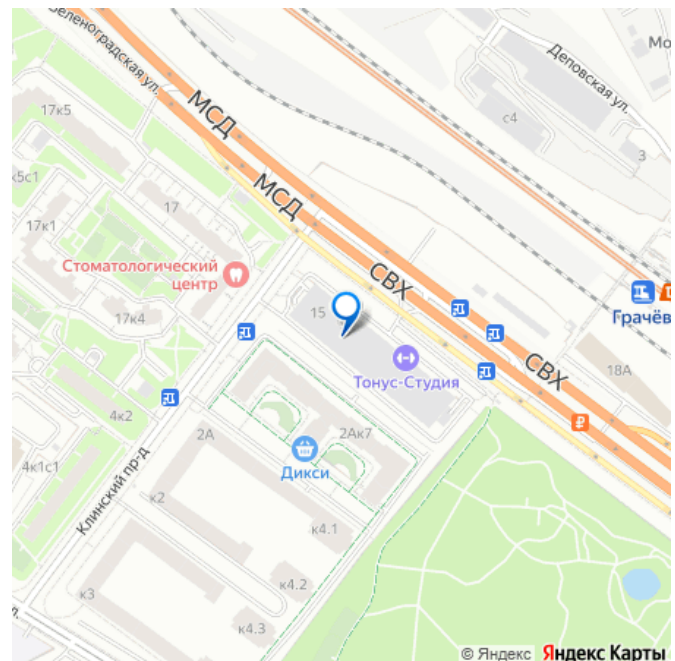 Зеленоградская ул.
МСД
Мо
Деповская ул.
17к5
с4
3
к5с1
17
МСД
17к1
Стоматологический
центр
СВХ
Грачёв
15
17к4
СВХ
18А
Тонус-Студия
4к2
2А
2Ак7
Дикси
4к1с1
Клинский пр-д
к2
к4.1
к3
к4.2
к4.3
© Яндекс Яндекс Карты